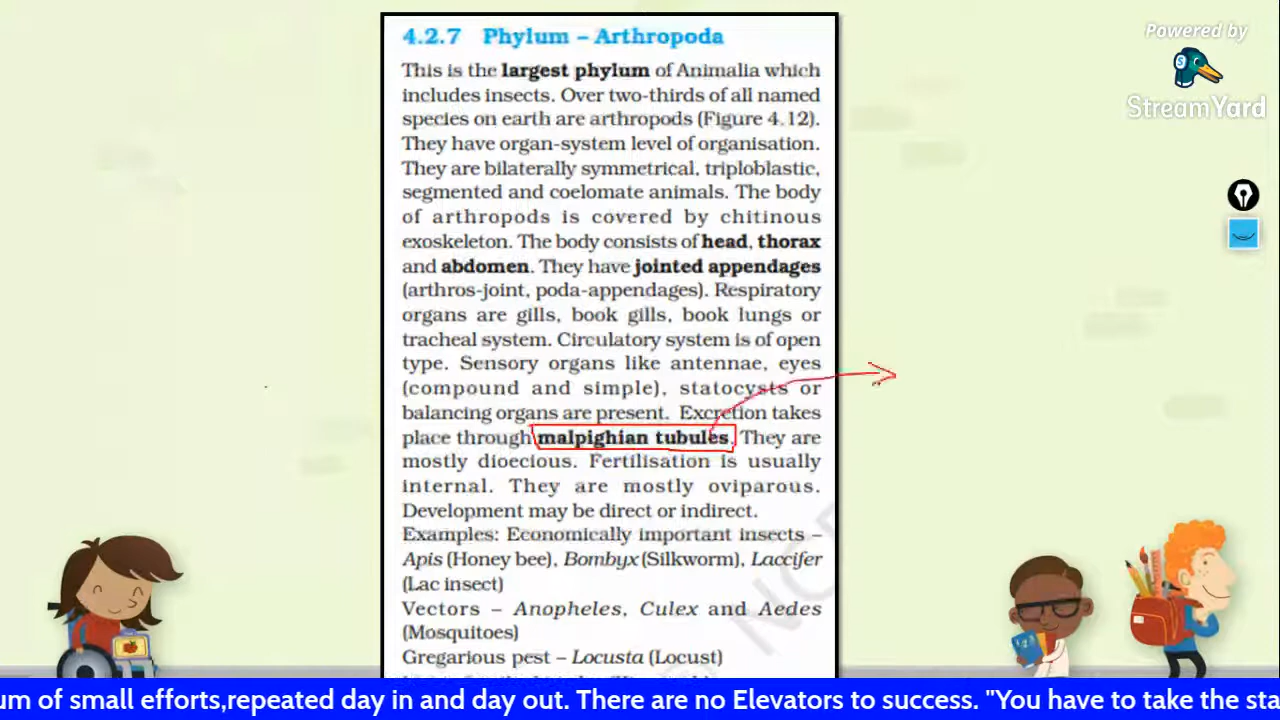 4.2.7 Phylum – Arthropoda
This is the largest phylum of Animalia which
includes insects. Over two-thirds of all named
species on earth are arthropods (Figure 4.12).
They have organ-system level of organisation.
They are bilaterally symmetrical, triploblastic,
segmented and coelomate animals. The body
of arthropods is covered by chitinous
exoskeleton. The body consists of head, thorax
and abdomen. They have jointed appendages
(arthros-joint, poda-appendages). Respiratory
organs are gills, book gills, book lungs or
tracheal system. Circulatory system is of open
type. Sensory organs like antennae, eyes
(compound and simple), statocysts or
balancing organs are present. Excretion takes
place through malpighian tubules. They are
mostly dioecious. Fertilisation is usually
internal. They are mostly oviparous.
Development may be direct or indirect.
Examples: Economically important insects –
Apis (Honey bee), Bombyx (Silkworm), Laccifer
(Lac insect)
Vectors – Anopheles, Culex and Aedes
(Mosquitoes)
Gregarious pest – Locusta (Locust)
Powered by
StreamYard
um of small efforts,repeated day in and day out. There are no Elevators to success. "You have to take the sta